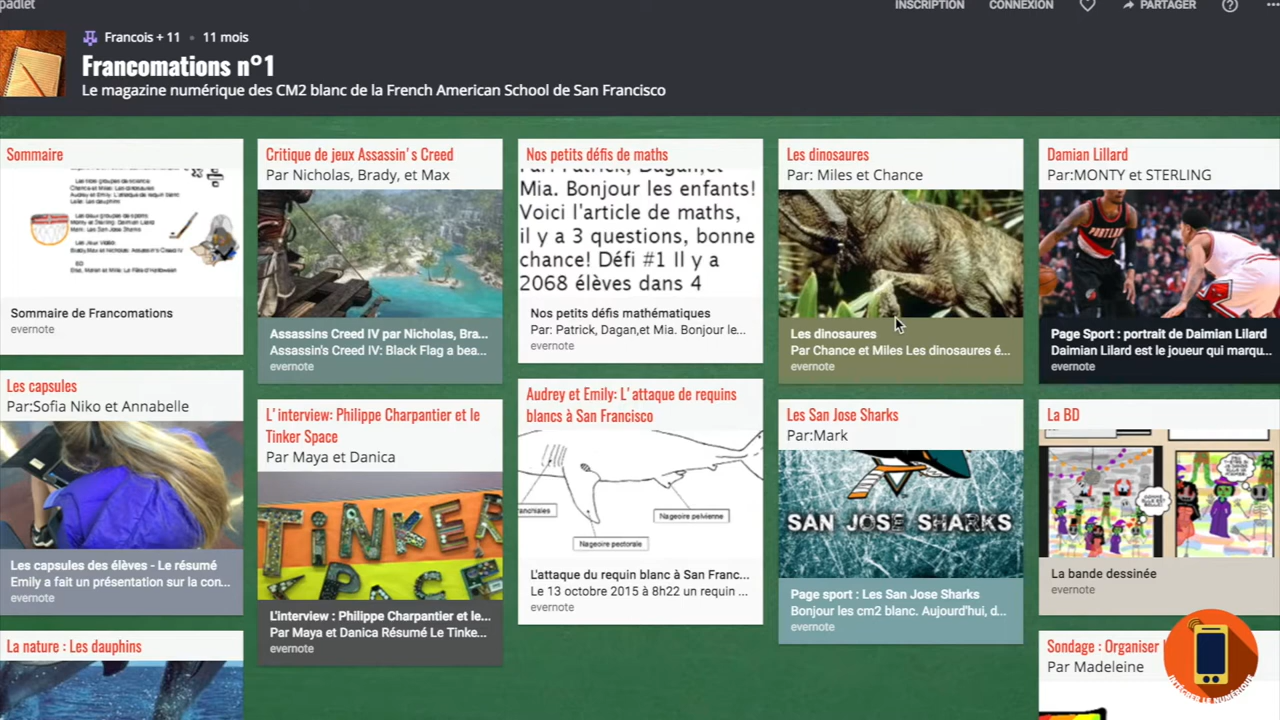 padlet
INSCRIPTION
CONNEXION
PARTAGER
Francois + 11 • 11 mois
Francomations n°1
Le magazine numérique des CM2 blanc de la French American School de San Francisco
Sommaire
Sommaire de Francomations
evernote
Les capsules
Par:Sofia Niko et Annabelle
Les capsules des élèves - Le résumé
Emily a fait un présentation sur la con...
evernote
La nature : Les dauphins
Critique de jeux Assassin's Creed
Par Nicholas, Brady, et Max
Assassins Creed IV par Nicholas, Bra...
Assassin's Creed IV: Black Flag a bea...
evernote
L'interview: Philippe Charpantier et le
Tinker Space
Par Maya et Danica
TINKER
SPACE
L'interview : Philippe Charpantier et le...
Par Maya et Danica Résumé Le Tinke...
evernote
Nos petits défis de maths
Par: Patrick, Dagan,et
Mia. Bonjour les enfants!
Voici l'article de maths,
il y a 3 questions, bonne
chance! Défi #1 Il y a
2068 élèves dans 4
Nos petits défis mathématiques
Par: Patrick, Dagan,et Mia. Bonjour le...
evernote
Audrey et Emily: L'attaque de requins
blancs à San Francisco
ranchiales
Nageoire pelvienne
Nageoire pectorale
L'attaque du requin blanc à San Franc...
Le 13 octobre 2015 à 8h22 un requin ...
evernote
Les dinosaures
Par: Miles et Chance
Les dinosaures
Par Chance et Miles Les dinosaures é...
evernote
Les San Jose Sharks
Par:Mark
SAN JOSE SHARKS
Page sport : Les San Jose Sharks
Bonjour les cm2 blanc. Aujourd'hui, d...
evernote
Damian Lillard
Par:MONTY et STERLING
PORTLAND
Page Sport : portrait de Daimian Lilard
Daimian Lilard est le joueur qui marqu...
evernote
La BD
La bande dessinée
evernote
Sondage : Organiser
Par Madeleine
INTÉGRER LE NUMÉRIQUE